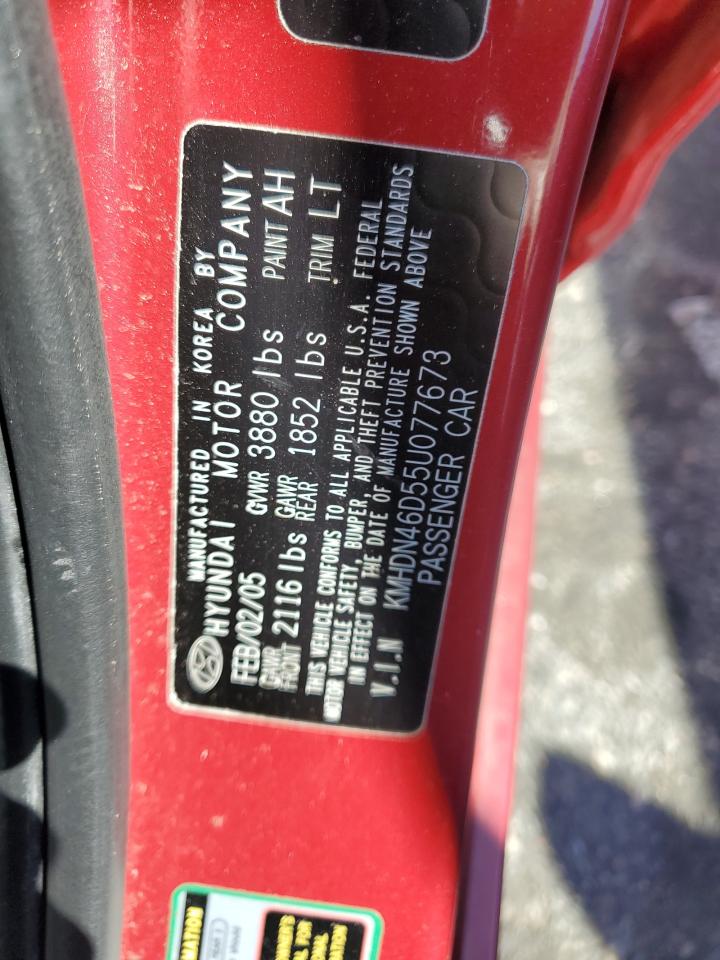 MANUFACTURED IN KOREA BY
HYUNDAI MOTOR COMPANY
FEB/02/05 GVWR 3880 lbs PAINT AH
GAWR FRONT 2116 lbs GAWR REAR 1852 lbs TRIM LT
THIS VEHICLE CONFORMS TO ALL APPLICABLE U.S.A. FEDERAL
MOTOR VEHICLE SAFETY, BUMPER, AND THEFT PREVENTION STANDARDS
IN EFFECT ON THE DATE OF MANUFACTURE SHOWN ABOVE
V.I.N KMHDN46D55U077673
PASSENGER CAR